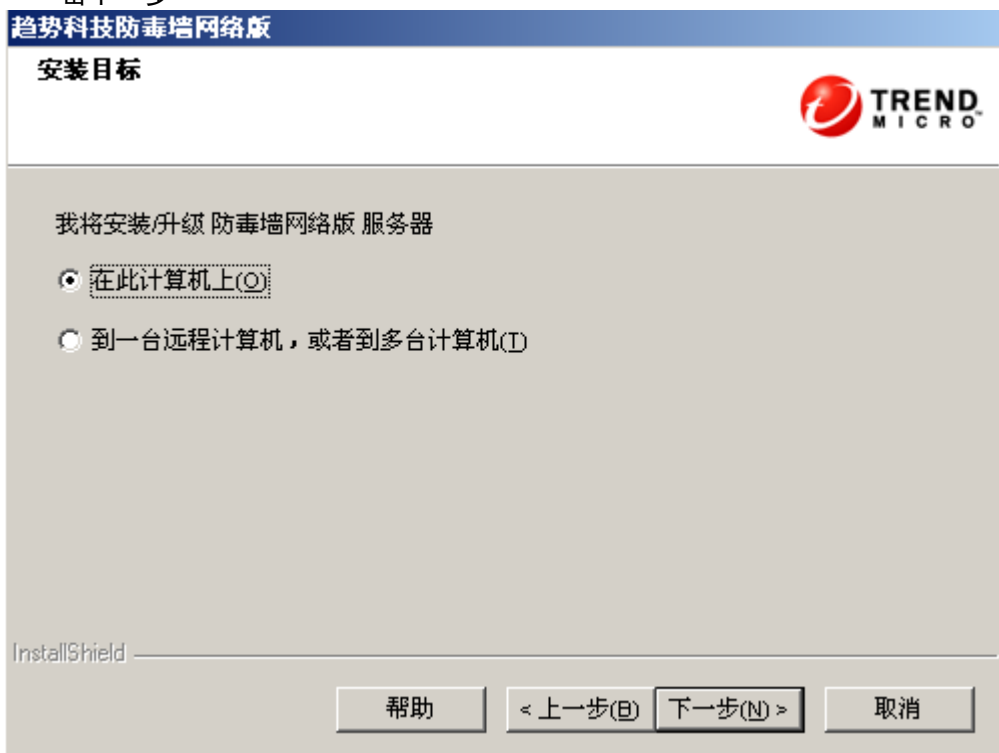 趋势科技防毒墙网络版
安装目标
TREND
MICRO
我将安装/升级 防毒墙网络版 服务器
在此计算机上(O)
到一台远程计算机，或者到多台计算机(T)
InstallShield
帮助
< 上一步(B)
下一步(N) >
取消